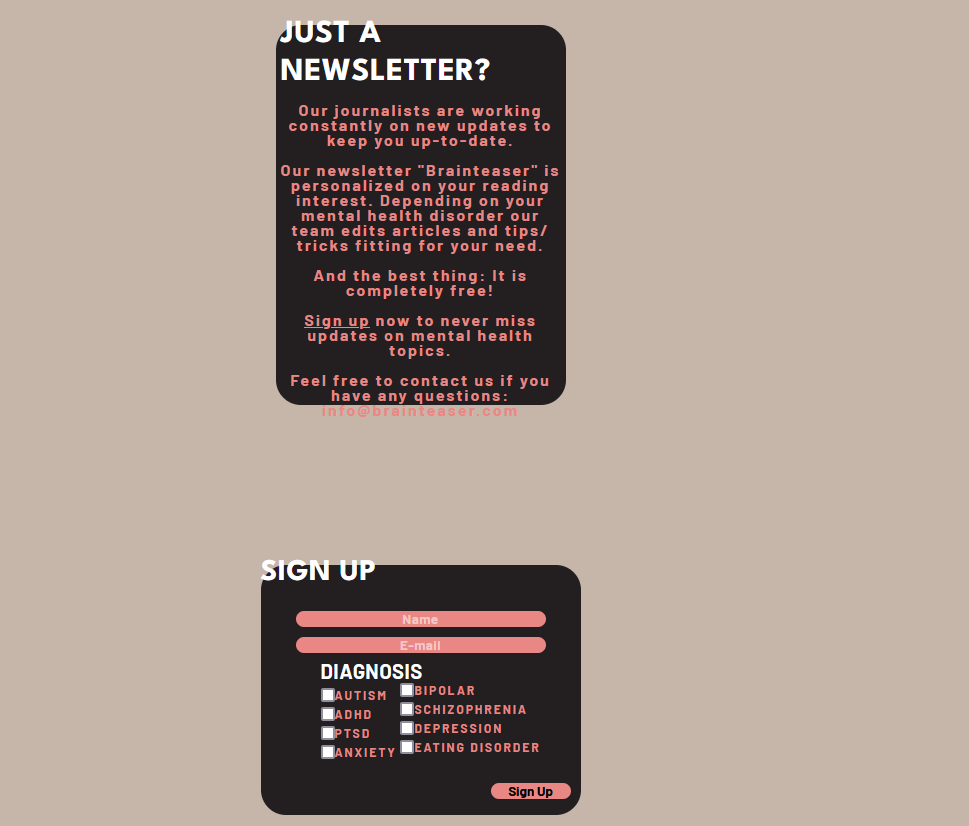 JUST A
NEWSLETTER?
Our journalists are working
constantly on new updates to
keep you up-to-date.
Our newsletter "Brainteaser" is
personalized on your reading
interest. Depending on your
mental health disorder our
team edits articles and tips/
tricks fitting for your need.
And the best thing: It is
completely free!
Sign up now to never miss
updates on mental health
topics.
Feel free to contact us if you
have any questions:
info@brainteaser.com
SIGN UP
Name
E-mail
DIAGNOSIS
AUTISM
ADHD
PTSD
ANXIETY
BIPOLAR
SCHIZOPHRENIA
DEPRESSION
EATING DISORDER
Sign Up